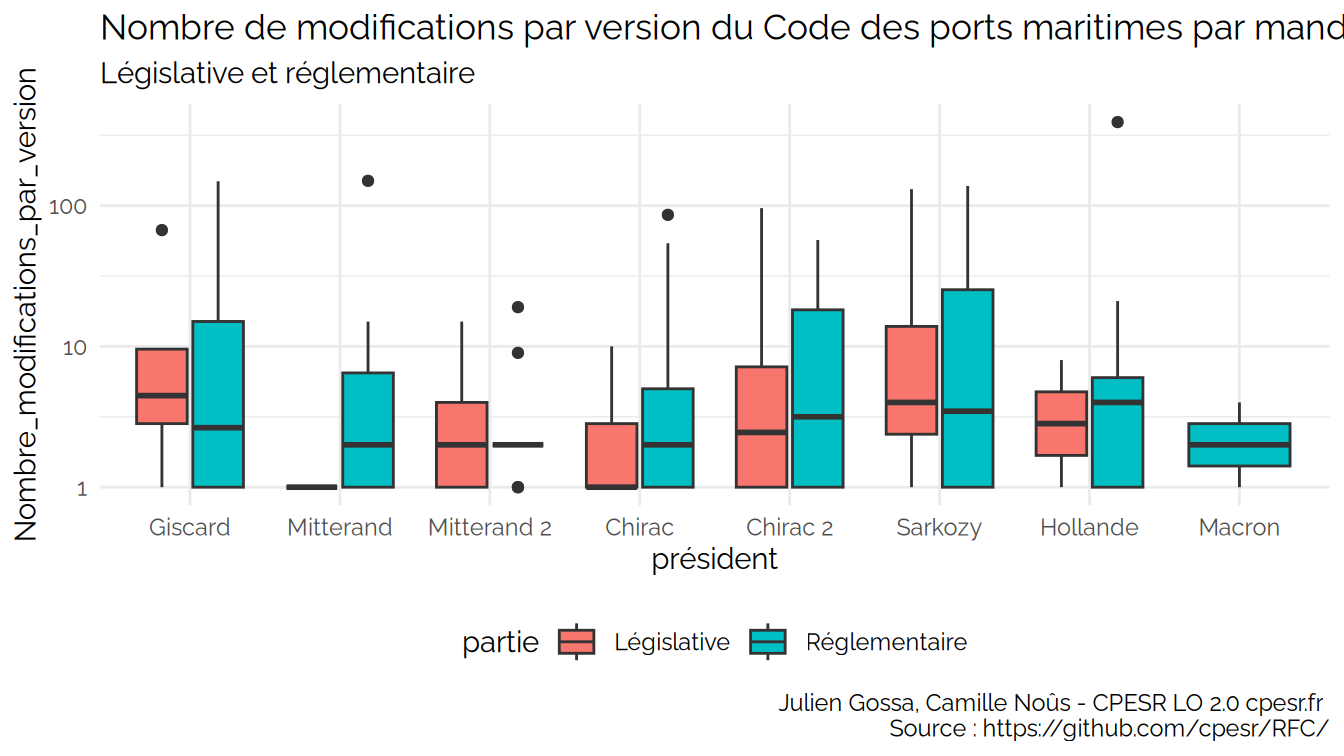 Nombre de modifications par version du Code des ports maritimes par mand
Législative et réglementaire
Nombre_modifications_par_version
100
10
1
Giscard Mitterand Mitterand 2 Chirac Chirac 2 Sarkozy Hollande Macron
président
partie Législative Réglementaire
Julien Gossa, Camille Noûs - CPESR LO 2.0 cpesr.fr
Source : https://github.com/cpesr/RFC/